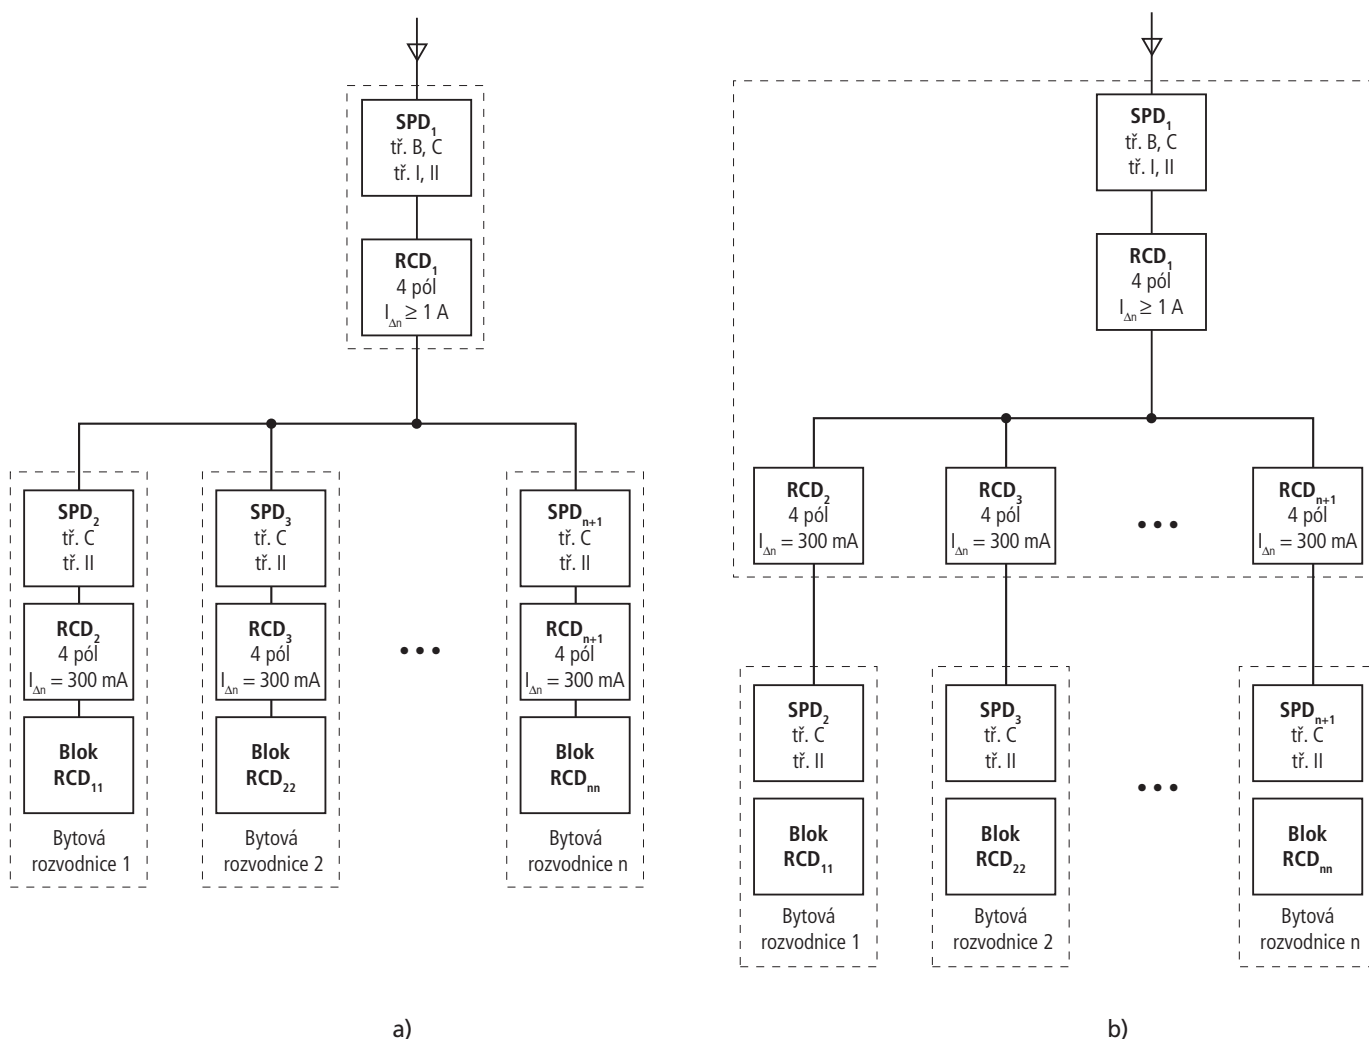 SPD1
tř. B, C
tř. I, II
RCD1
4 pól
IΔn ≥ 1 A
SPD2
tř. C
tř. II
RCD2
4 pól
IΔn = 300 mA
Blok
RCD11
Bytová
rozvodnice 1
SPD3
tř. C
tř. II
RCD3
4 pól
IΔn = 300 mA
Blok
RCD22
Bytová
rozvodnice 2
SPDn+1
tř. C
tř. II
RCDn+1
4 pól
IΔn = 300 mA
Blok
RCDnn
Bytová
rozvodnice n
a)
SPD1
tř. B, C
tř. I, II
RCD1
4 pól
IΔn ≥ 1 A
RCD2
4 pól
IΔn = 300 mA
RCD3
4 pól
IΔn = 300 mA
RCDn+1
4 pól
IΔn = 300 mA
SPD2
tř. C
tř. II
Blok
RCD11
Bytová
rozvodnice 1
SPD3
tř. C
tř. II
Blok
RCD22
Bytová
rozvodnice 2
SPDn+1
tř. C
tř. II
Blok
RCDnn
Bytová
rozvodnice n
b)